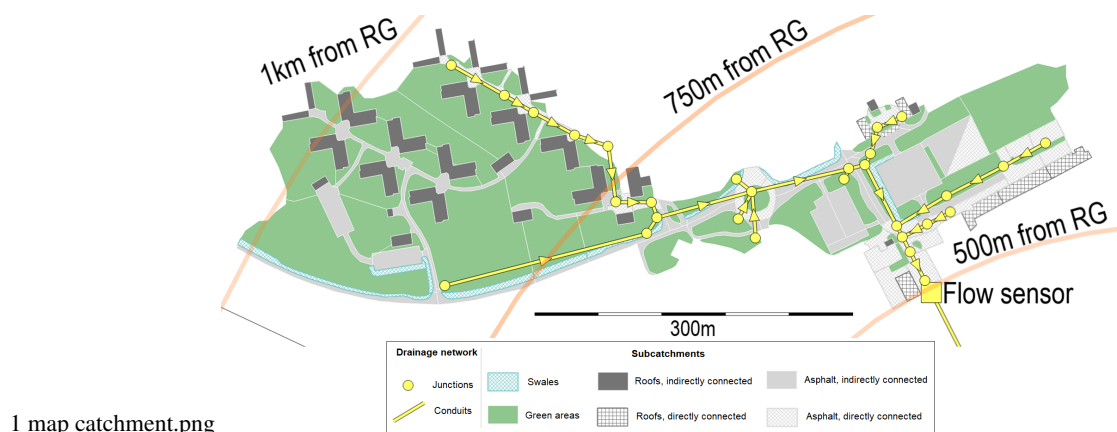 1km from RG
750m from RG
500m from RG
Flow sensor
300m
Drainage network
Subcatchments
Junctions
Swales
Roofs, indirectly connected
Asphalt, indirectly connected
Conduits
Green areas
Roofs, directly connected
Asphalt, directly connected
1 map catchment.png